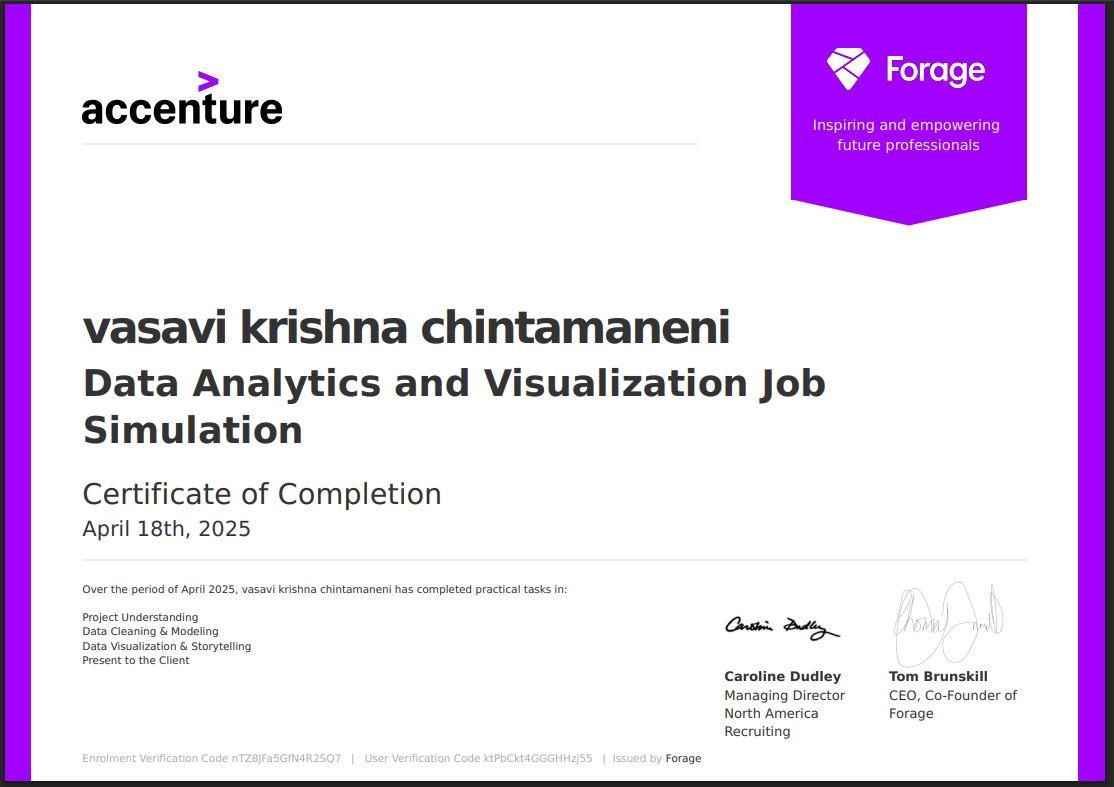 accenture
Forage
Inspiring and empowering
future professionals
vasavi krishna chintamaneni
Data Analytics and Visualization Job
Simulation
Certificate of Completion
April 18th, 2025
Over the period of April 2025, vasavi krishna chintamaneni has completed practical tasks in:
Project Understanding
Data Cleaning & Modeling
Data Visualization & Storytelling
Present to the Client
Caroline Dudley
Caroline Dudley
Managing Director
North America
Recruiting
Tom Brunskill
CEO, Co-Founder of
Forage
Enrolment Verification Code nTZ8JFa5GfN4R2SQ7 | User Verification Code ktPbCkt4GGGHHzj55 | Issued by Forage